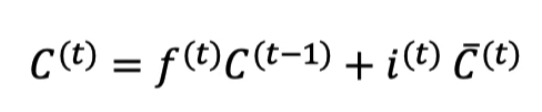 C^(t) = f^(t)C^(t−1) + i^(t) C̄^(t)